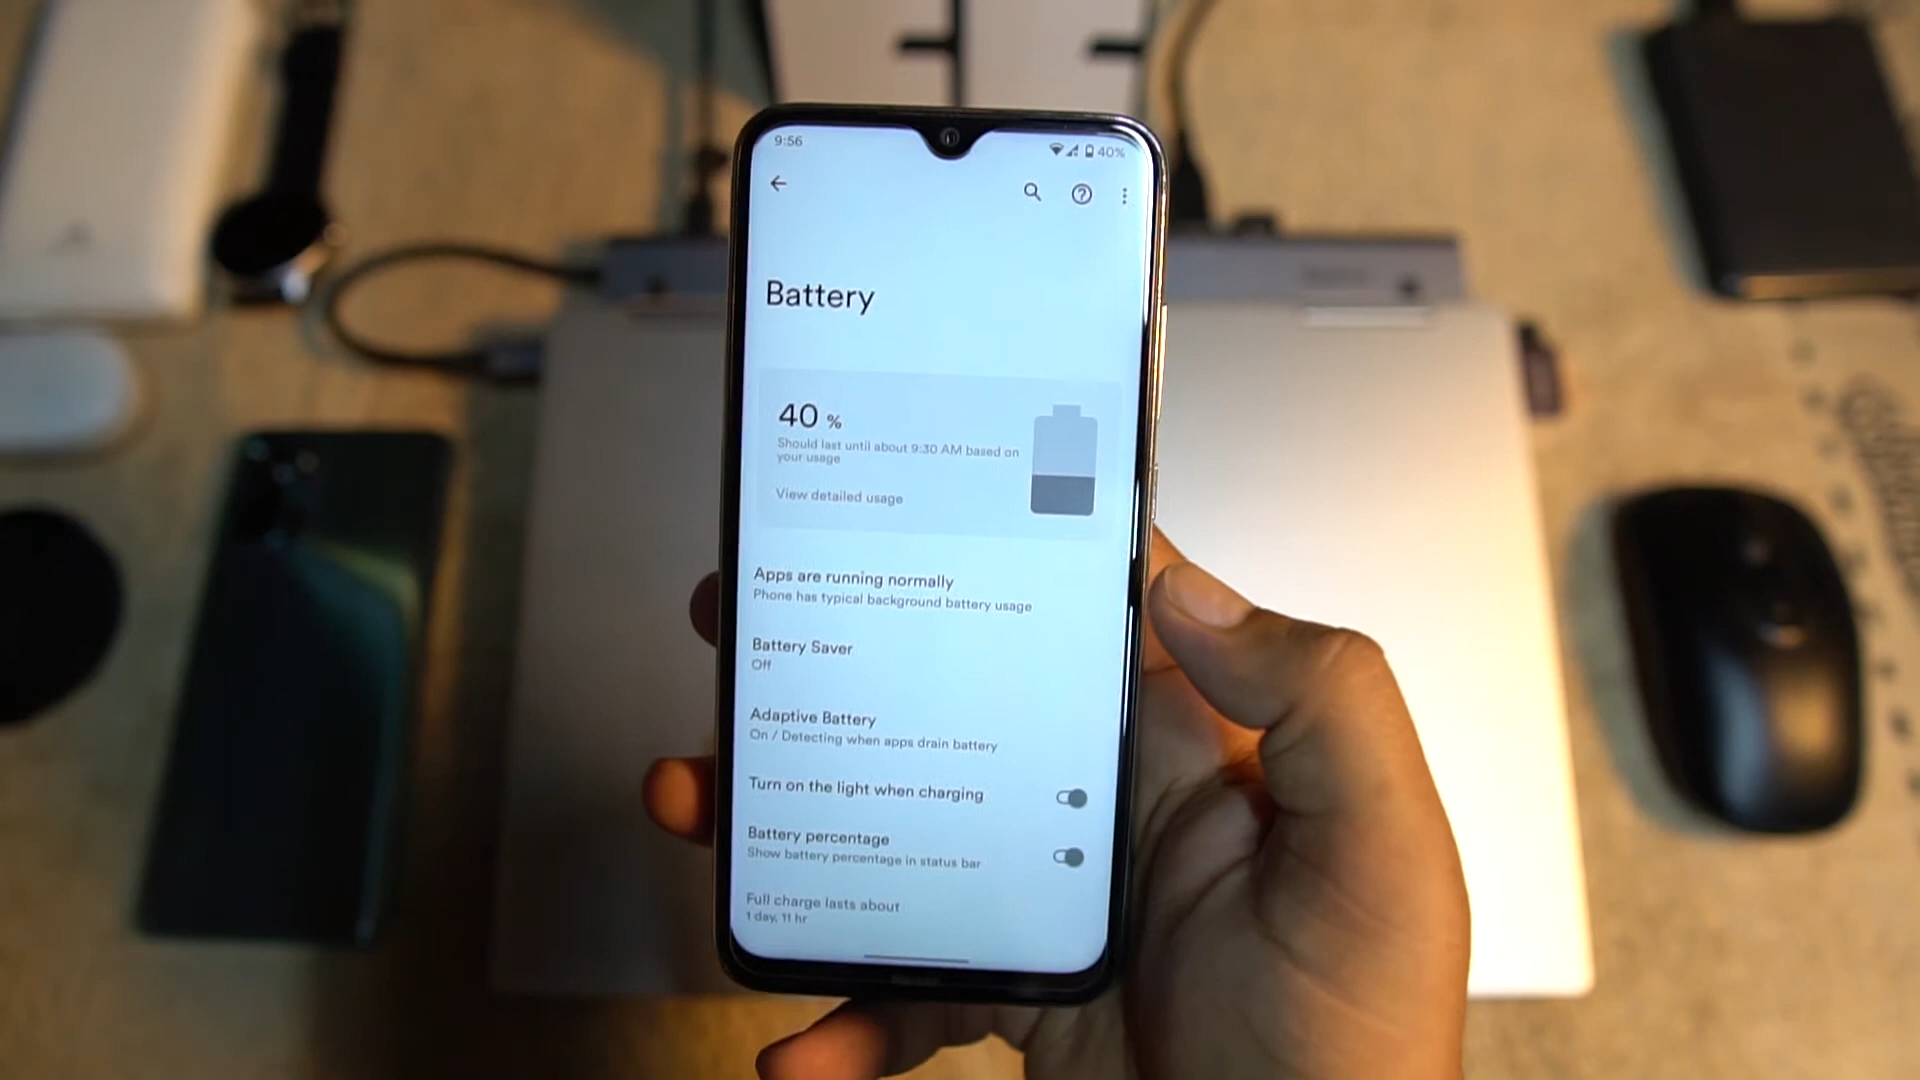 9:56
40%
Battery
40 %
Should last until about 9:30 AM based on
your usage
View detailed usage
Apps are running normally
Phone has typical background battery usage
Battery Saver
Off
Adaptive Battery
On / Detecting when apps drain battery
Turn on the light when charging
Battery percentage
Show battery percentage in status bar
Full charge lasts about
1 day, 11 hr